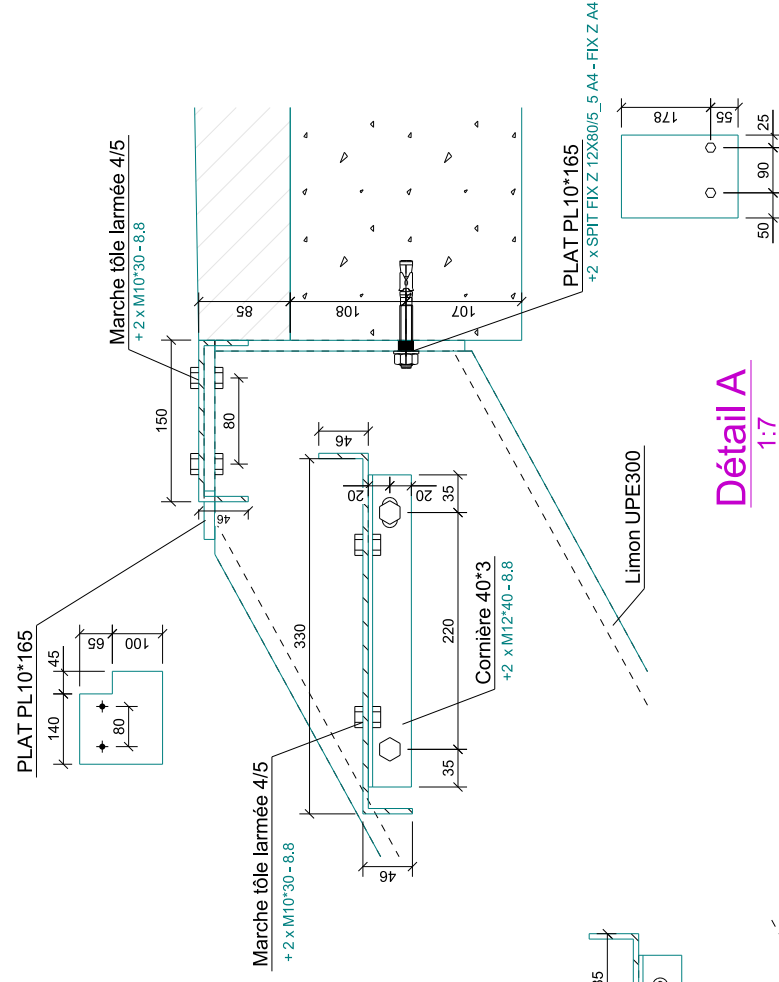 PLAT PL10*165
45
140
65
100
80
Marche tôle larmée 4/5
+ 2 x M10*30 - 8.8
150
80
46
85
108
107
PLAT PL10*165
+2 x SPIT FIX Z 12X80/5_5 A4 - FIX Z A4
178
55
25
90
50
46
330
20
20
35
220
35
46
Marche tôle larmée 4/5
+ 2 x M10*30 - 8.8
Cornière 40*3
+2 x M12*40 - 8.8
Limon UPE300
Détail A
1:7